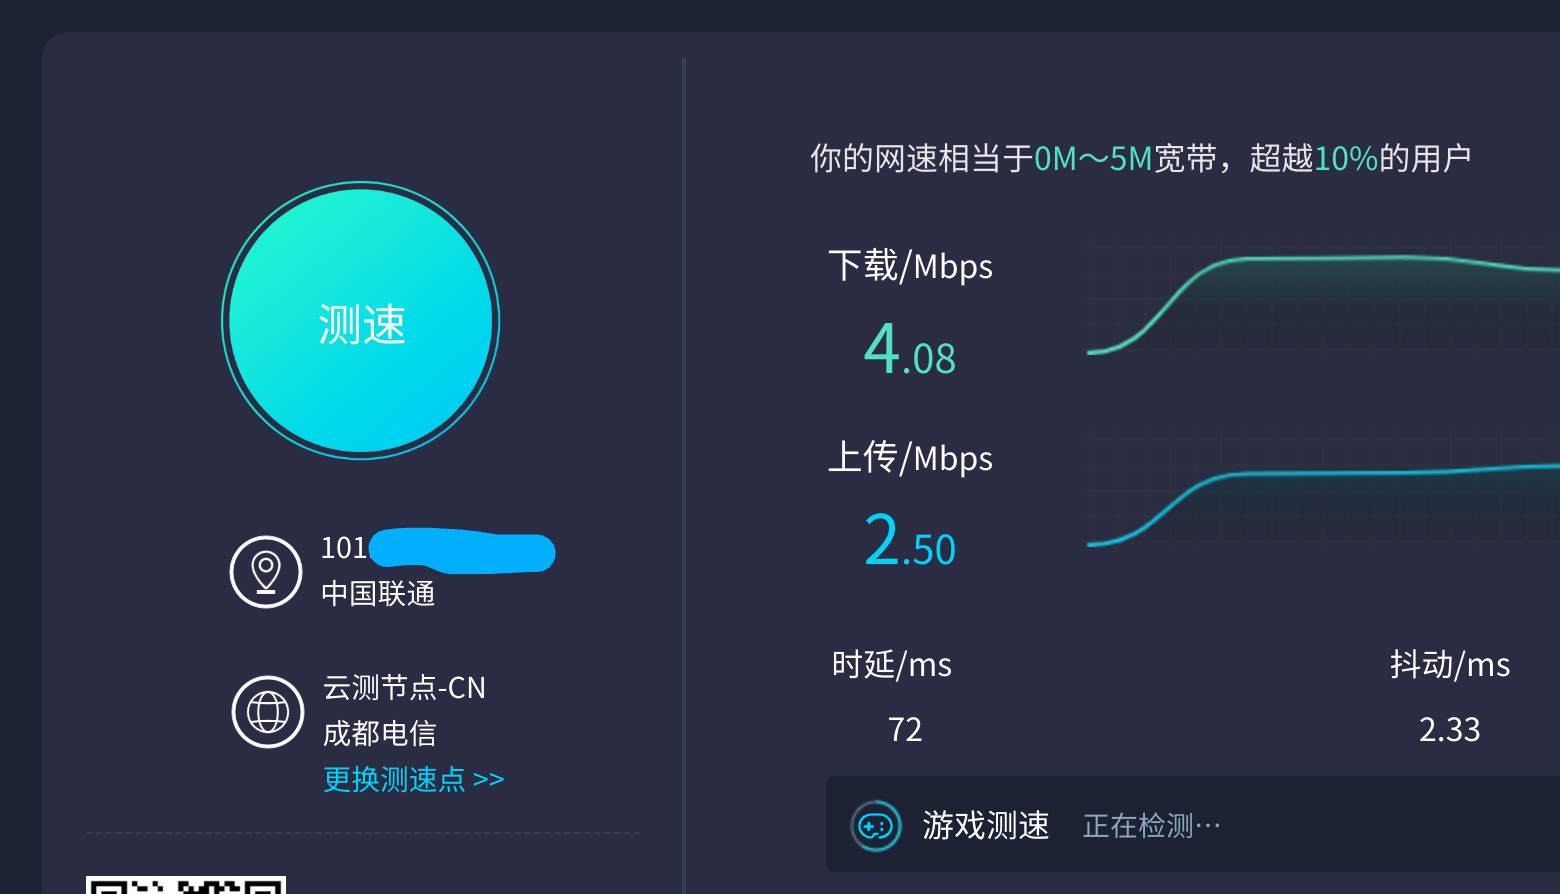 测速
101.
中国联通
云测节点-CN
成都电信
更换测速点 >>
你的网速相当于0M～5M宽带，超越10%的用户
下载/Mbps
4.08
上传/Mbps
2.50
时延/ms
72
抖动/ms
2.33
游戏测速 正在检测···